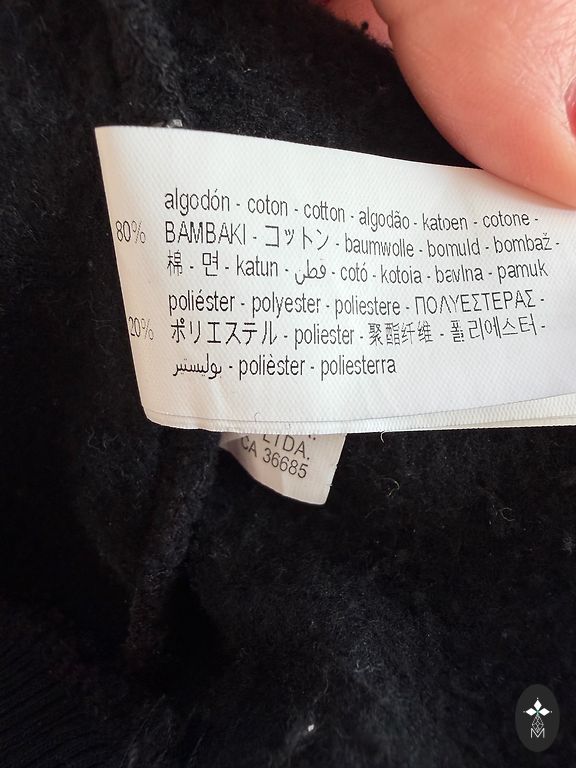 algodón - coton - cotton - algodão - katoen - cotone -
80% BAMBAKI - コットン - baumwolle - bomuld - bombaž -
棉 - 면 - katun - قطن - cotó - kotoia - bavlna - pamuk
poliéster - polyester - poliestere - ΠΟΛΥΕΣΤΕΡΑΣ -
20% ポリエステル - poliester - 聚酯纤维 - 폴리에스터 -
بوليستير - polièster - poliesterra
LTDA.
CA 36685
M